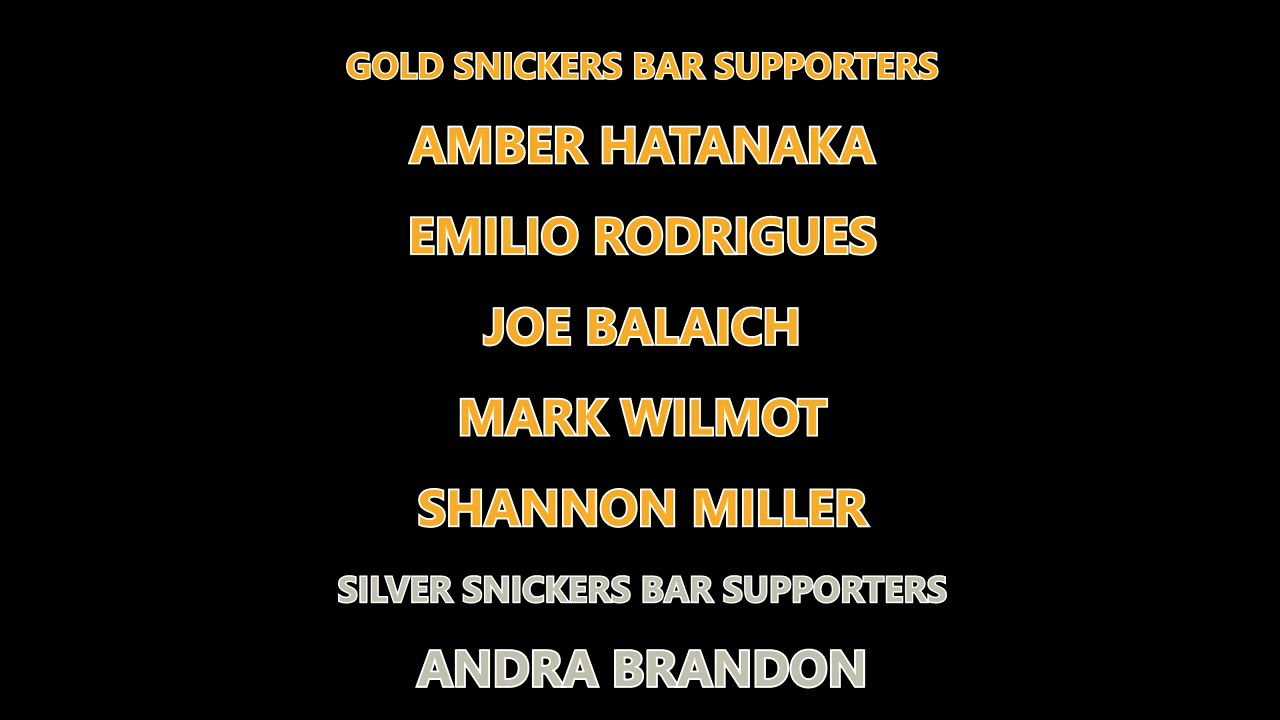 GOLD SNICKERS BAR SUPPORTERS
AMBER HATANAKA
EMILIO RODRIGUES
JOE BALAICH
MARK WILMOT
SHANNON MILLER
SILVER SNICKERS BAR SUPPORTERS
ANDRA BRANDON